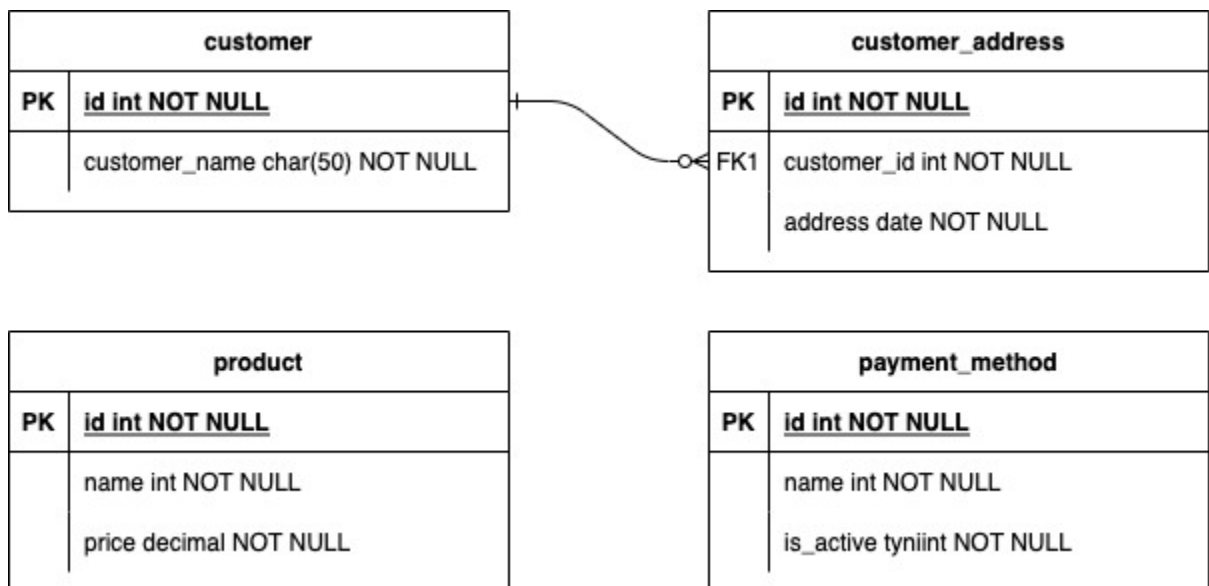 customer
PK id int NOT NULL
customer_name char(50) NOT NULL
customer_address
PK id int NOT NULL
FK1 customer_id int NOT NULL
address date NOT NULL
product
PK id int NOT NULL
name int NOT NULL
price decimal NOT NULL
payment_method
PK id int NOT NULL
name int NOT NULL
is_active tyniint NOT NULL